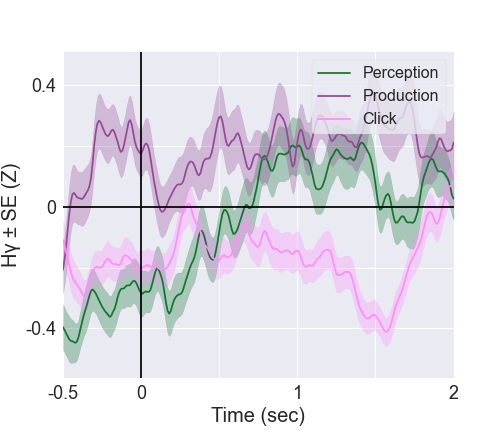 Perception
Production
Click
Hγ ± SE (Z)
0.4
0
-0.4
-0.5
0
1
2
Time (sec)